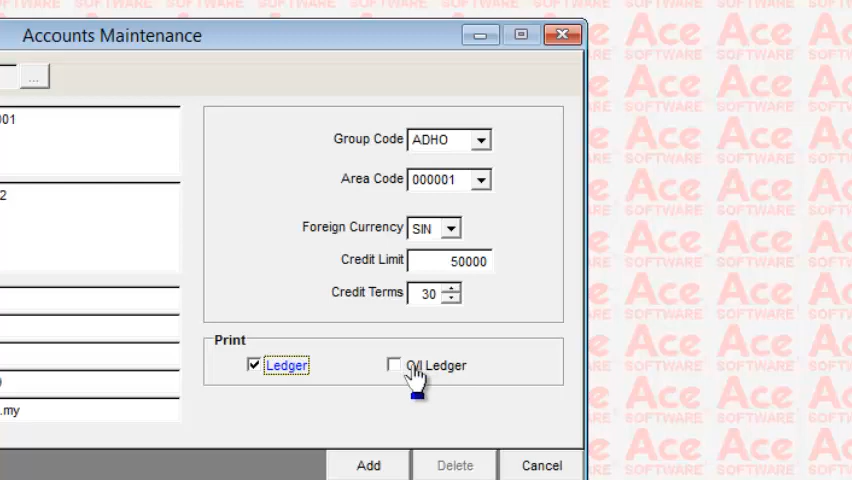 Accounts Maintenance
...
001
2
.my
Group Code ADHO
Area Code 000001
Foreign Currency SIN
Credit Limit 50000
Credit Terms 30
Print
Ledger
Ledger
Add Delete Cancel
Ace
SOFTWARE